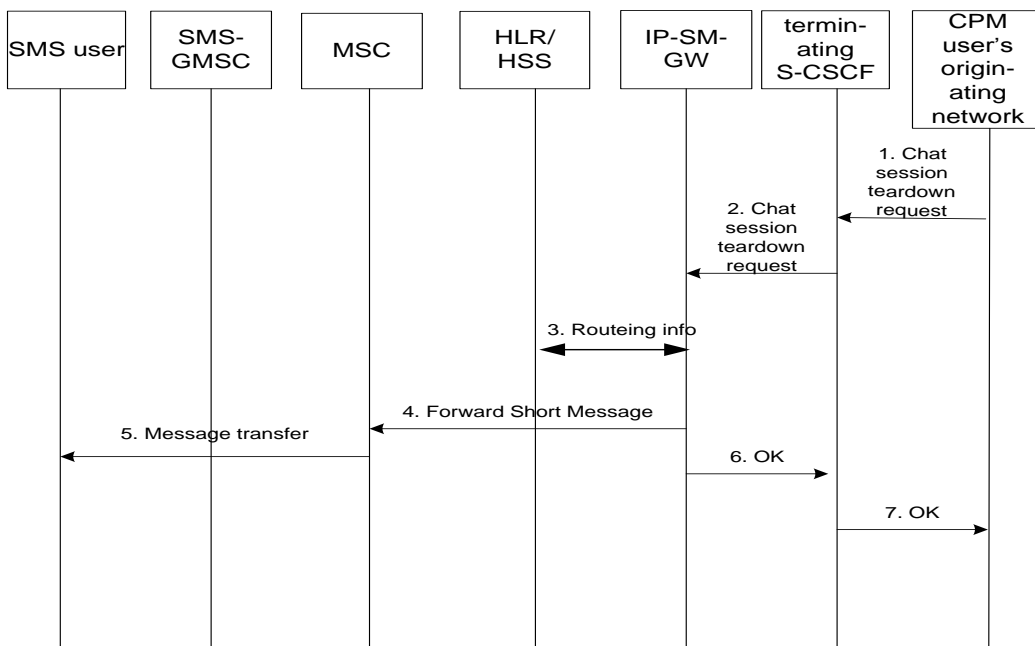 SMS user
SMS-
GMSC
MSC
HLR/
HSS
IP-SM-
GW
termin-
ating
S-CSCF
CPM
user's
origin-
ating
network
1. Chat
session
teardown
request
2. Chat
session
teardown
request
3. Routeing info
4. Forward Short Message
5. Message transfer
6. OK
7. OK